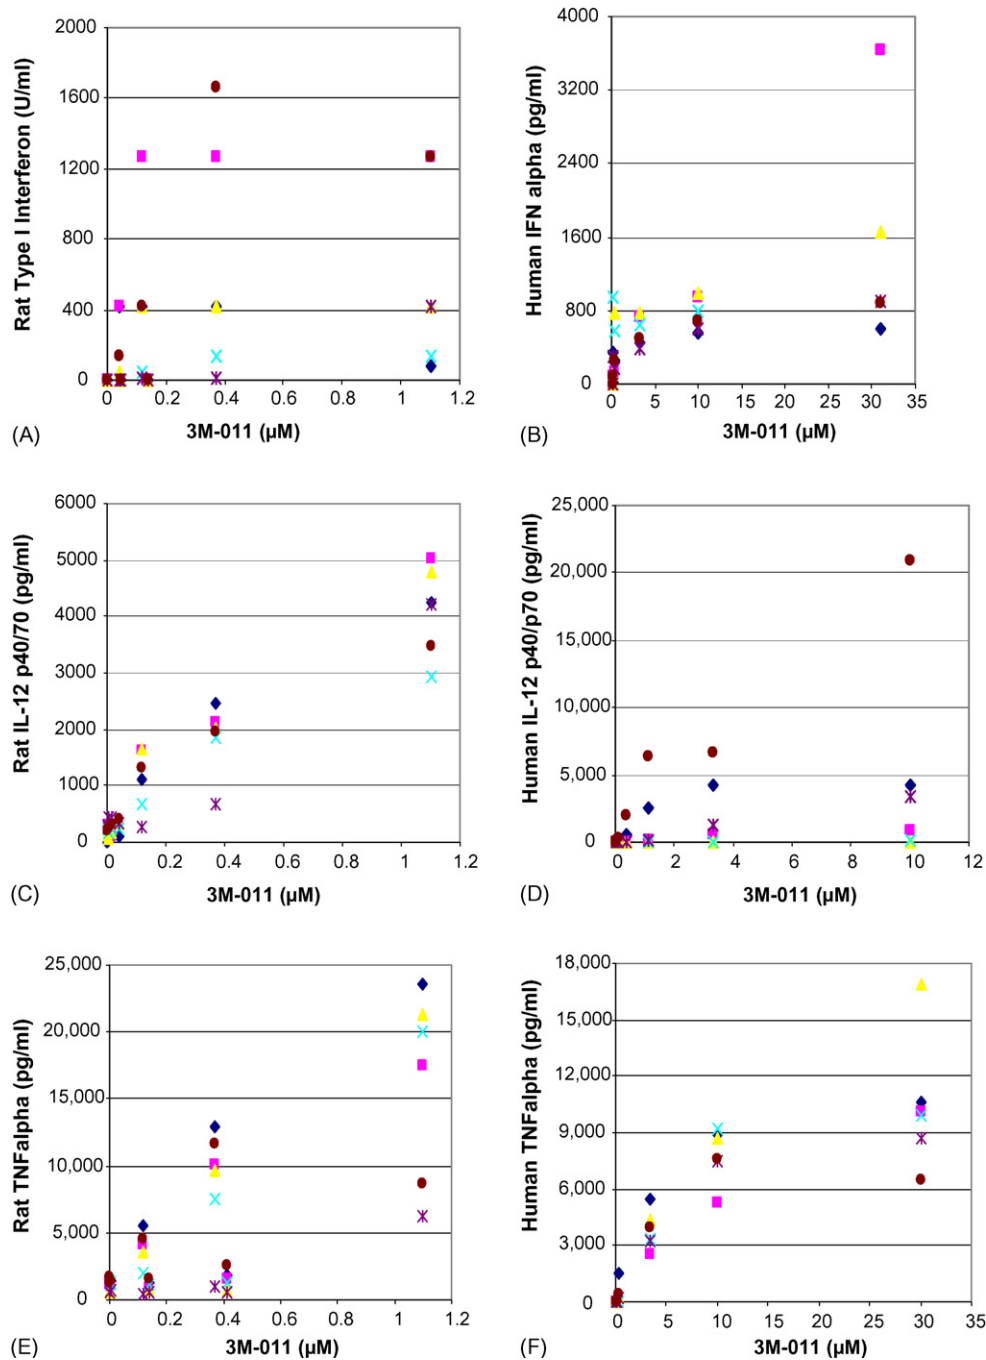 2000
1600
1200
800
400
0
0 0.2 0.4 0.6 0.8 1 1.2
Rat Type I Interferon (U/ml)
3M-011 (µM)
(A)
4000
3200
2400
1600
800
0
0 5 10 15 20 25 30 35
Human IFN alpha (pg/ml)
3M-011 (µM)
(B)
6000
5000
4000
3000
2000
1000
0
0 0.2 0.4 0.6 0.8 1 1.2
Rat IL-12 p40/70 (pg/ml)
3M-011 (µM)
(C)
25,000
20,000
15,000
10,000
5,000
0
0 2 4 6 8 10 12
Human IL-12 p40/p70 (pg/ml)
3M-011 (µM)
(D)
25,000
20,000
15,000
10,000
5,000
0
0 0.2 0.4 0.6 0.8 1 1.2
Rat TNFalpha (pg/ml)
3M-011 (µM)
(E)
18,000
15,000
12,000
9,000
6,000
3,000
0
0 5 10 15 20 25 30 35
Human TNFalpha (pg/ml)
3M-011 (µM)
(F)